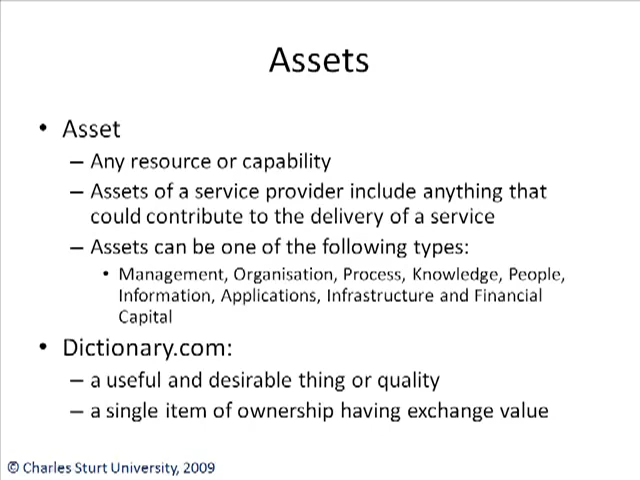 Assets
• Asset
– Any resource or capability
– Assets of a service provider include anything that
could contribute to the delivery of a service
– Assets can be one of the following types:
• Management, Organisation, Process, Knowledge, People,
Information, Applications, Infrastructure and Financial
Capital
• Dictionary.com:
– a useful and desirable thing or quality
– a single item of ownership having exchange value
© Charles Sturt University, 2009